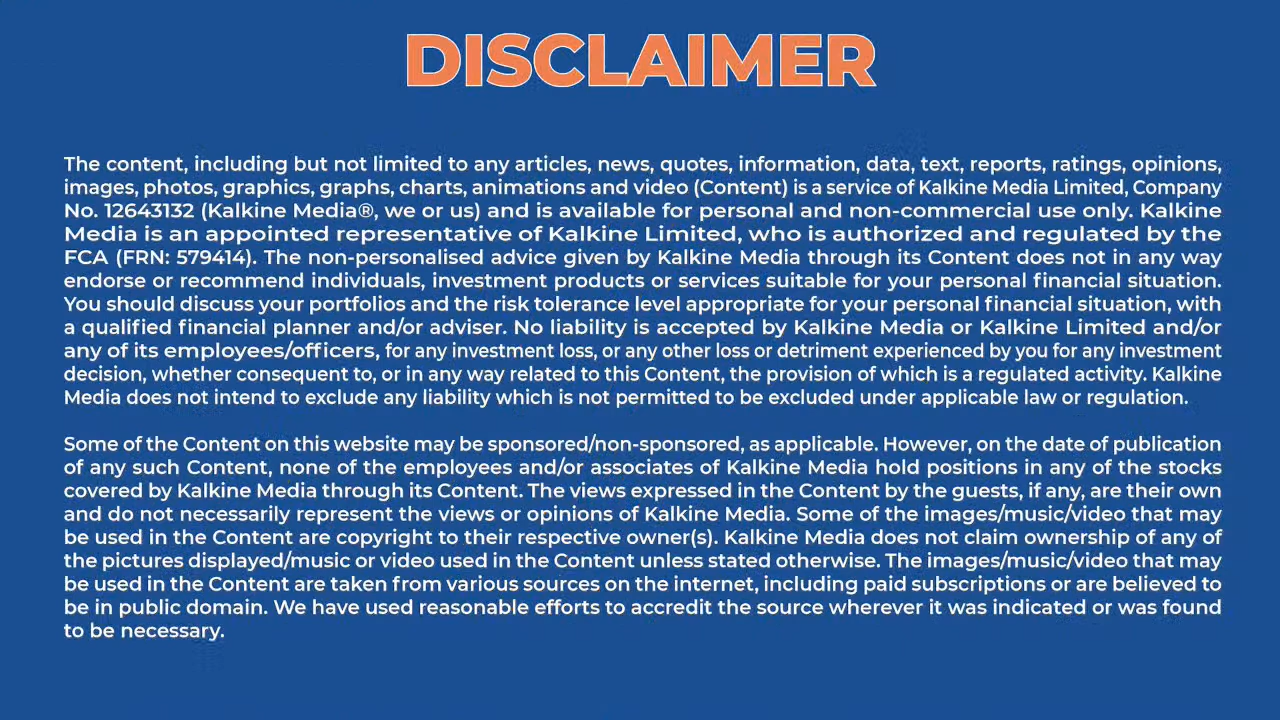 DISCLAIMER
The content, including but not limited to any articles, news, quotes, information, data, text, reports, ratings, opinions,
images, photos, graphics, graphs, charts, animations and video (Content) is a service of Kalkine Media Limited, Company
No. 12643132 (Kalkine Media®, we or us) and is available for personal and non-commercial use only. Kalkine
Media is an appointed representative of Kalkine Limited, who is authorized and regulated by the
FCA (FRN: 579414). The non-personalised advice given by Kalkine Media through its Content does not in any way
endorse or recommend individuals, investment products or services suitable for your personal financial situation.
You should discuss your portfolios and the risk tolerance level appropriate for your personal financial situation, with
a qualified financial planner and/or adviser. No liability is accepted by Kalkine Media or Kalkine Limited and/or
any of its employees/officers, for any investment loss, or any other loss or detriment experienced by you for any investment
decision, whether consequent to, or in any way related to this Content, the provision of which is a regulated activity. Kalkine
Media does not intend to exclude any liability which is not permitted to be excluded under applicable law or regulation.
Some of the Content on this website may be sponsored/non-sponsored, as applicable. However, on the date of publication
of any such Content, none of the employees and/or associates of Kalkine Media hold positions in any of the stocks
covered by Kalkine Media through its Content. The views expressed in the Content by the guests, if any, are their own
and do not necessarily represent the views or opinions of Kalkine Media. Some of the images/music/video that may
be used in the Content are copyright to their respective owner(s). Kalkine Media does not claim ownership of any of
the pictures displayed/music or video used in the Content unless stated otherwise. The images/music/video that may
be used in the Content are taken from various sources on the internet, including paid subscriptions or are believed to
be in public domain. We have used reasonable efforts to accredit the source wherever it was indicated or was found
to be necessary.